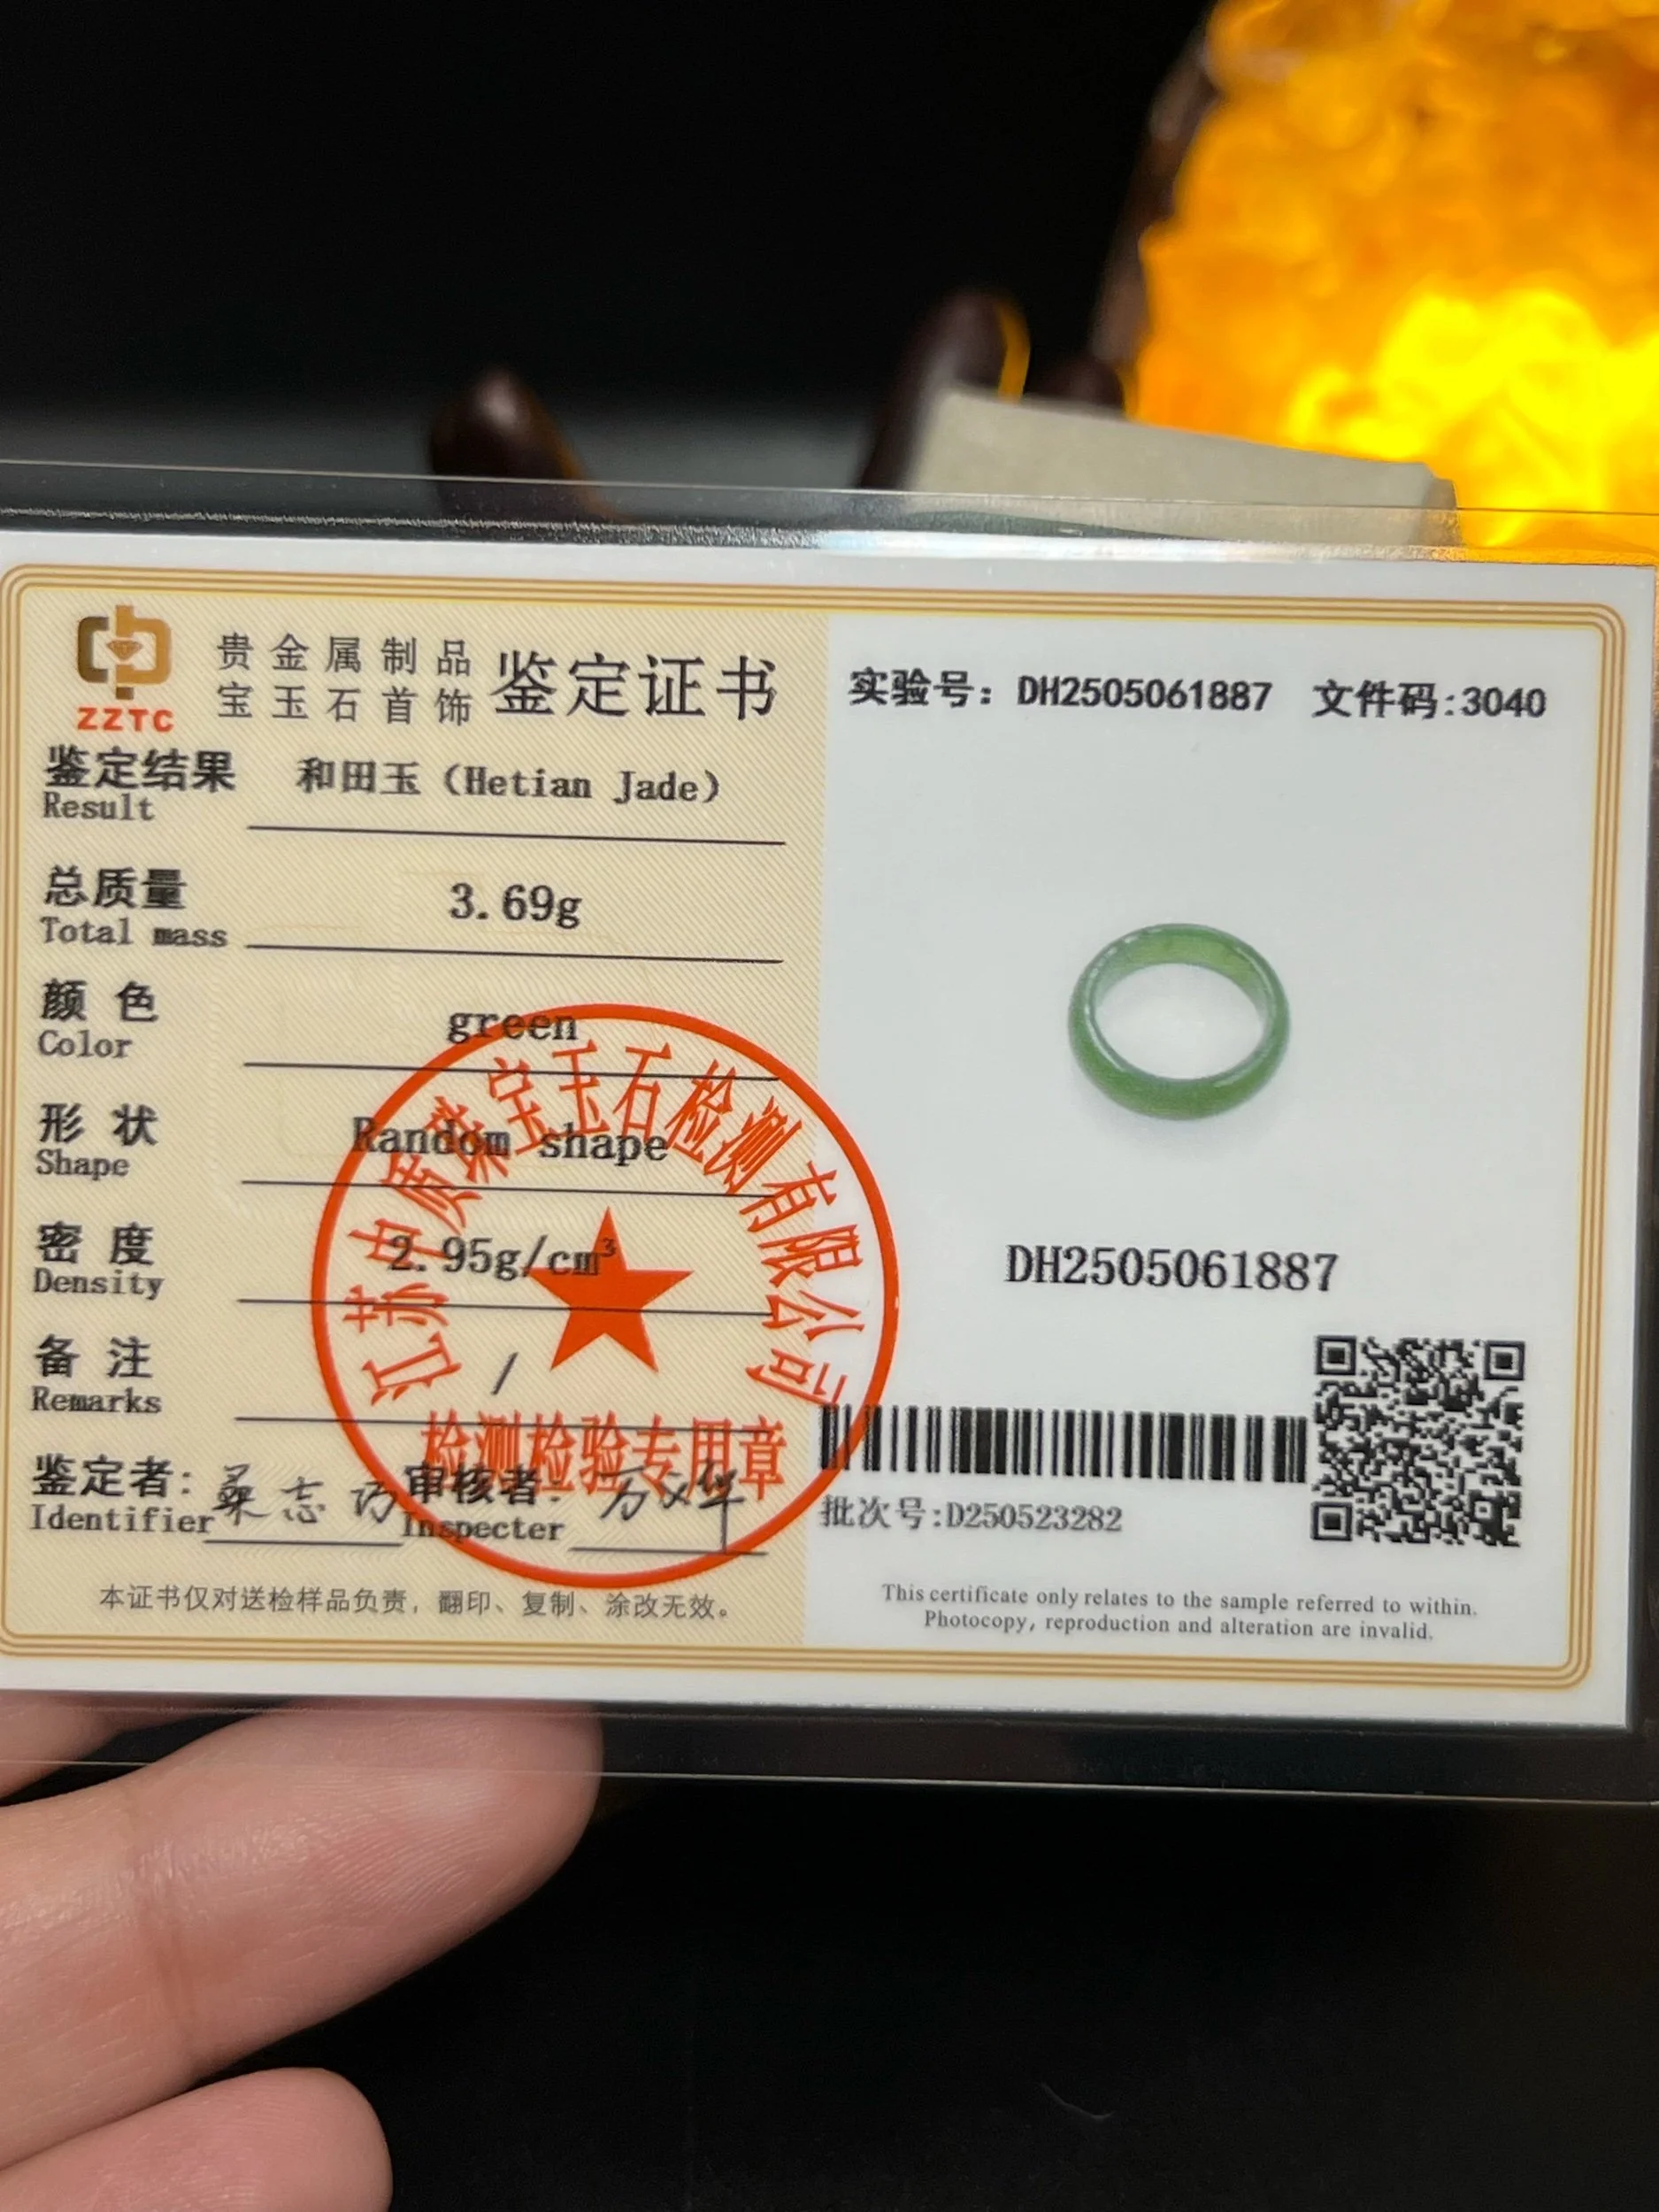 ZZTC
贵金属制品
宝玉石首饰
鉴定证书
鉴定结果
Result
和田玉（Hetian Jade）
总质量
Total mass
3.69g
颜 色
Color
green
形 状
Shape
Random shape
密 度
Density
2.95g/cm³
备 注
Remarks
/
鉴定者:
Identifier
桑志巧
审核者:
Inspecter
江苏中质珠宝玉石检测有限公司
检测检验专用章
本证书仅对送检样品负责，翻印、复制、涂改无效。
实验号：DH2505061887 文件码:3040
DH2505061887
批次号:D250523282
This certificate only relates to the sample referred to within.
Photocopy, reproduction and alteration are invalid.